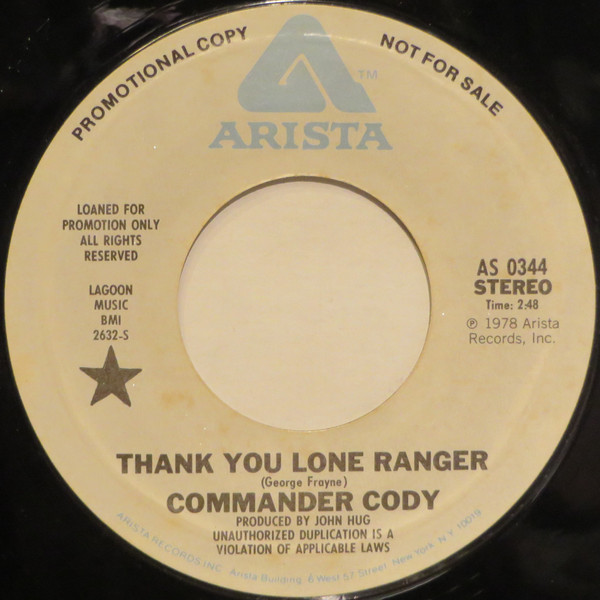 PROMOTIONAL COPY
NOT FOR SALE
TM
ARISTA
LOANED FOR
PROMOTION ONLY
ALL RIGHTS
RESERVED
LAGOON
MUSIC
BMI
2632-S
AS 0344
STEREO
Time: 2:48
℗ 1978 Arista
Records, Inc.
THANK YOU LONE RANGER
(George Frayne)
COMMANDER CODY
PRODUCED BY JOHN HUG
UNAUTHORIZED DUPLICATION IS A
VIOLATION OF APPLICABLE LAWS
ARISTA RECORDS INC. Arista Building, 6 West 57 Street, New York, N.Y. 10019